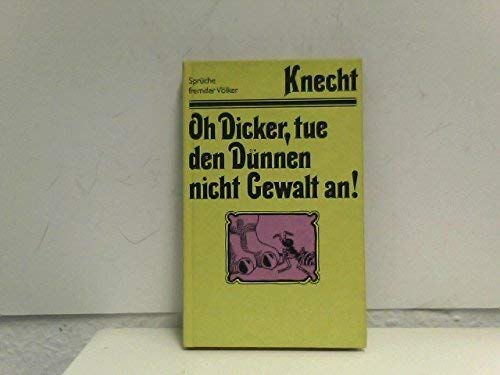 Sprüche
fremder Völker
Knecht
Oh Dicker, tue
den Dünnen
nicht Gewalt an!